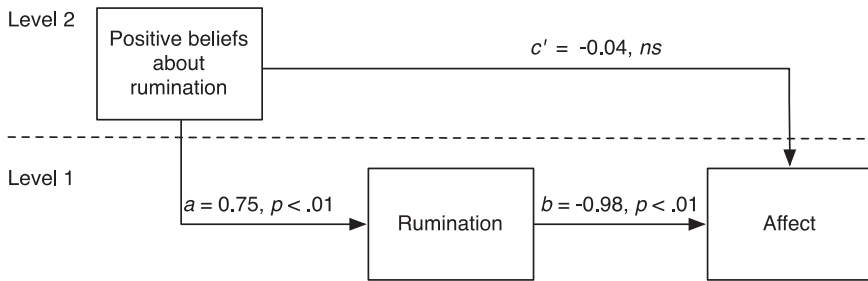 Level 2
Positive beliefs
about
rumination
c′ = -0.04, ns
Level 1
a = 0.75, p < .01
Rumination
b = -0.98, p < .01
Affect